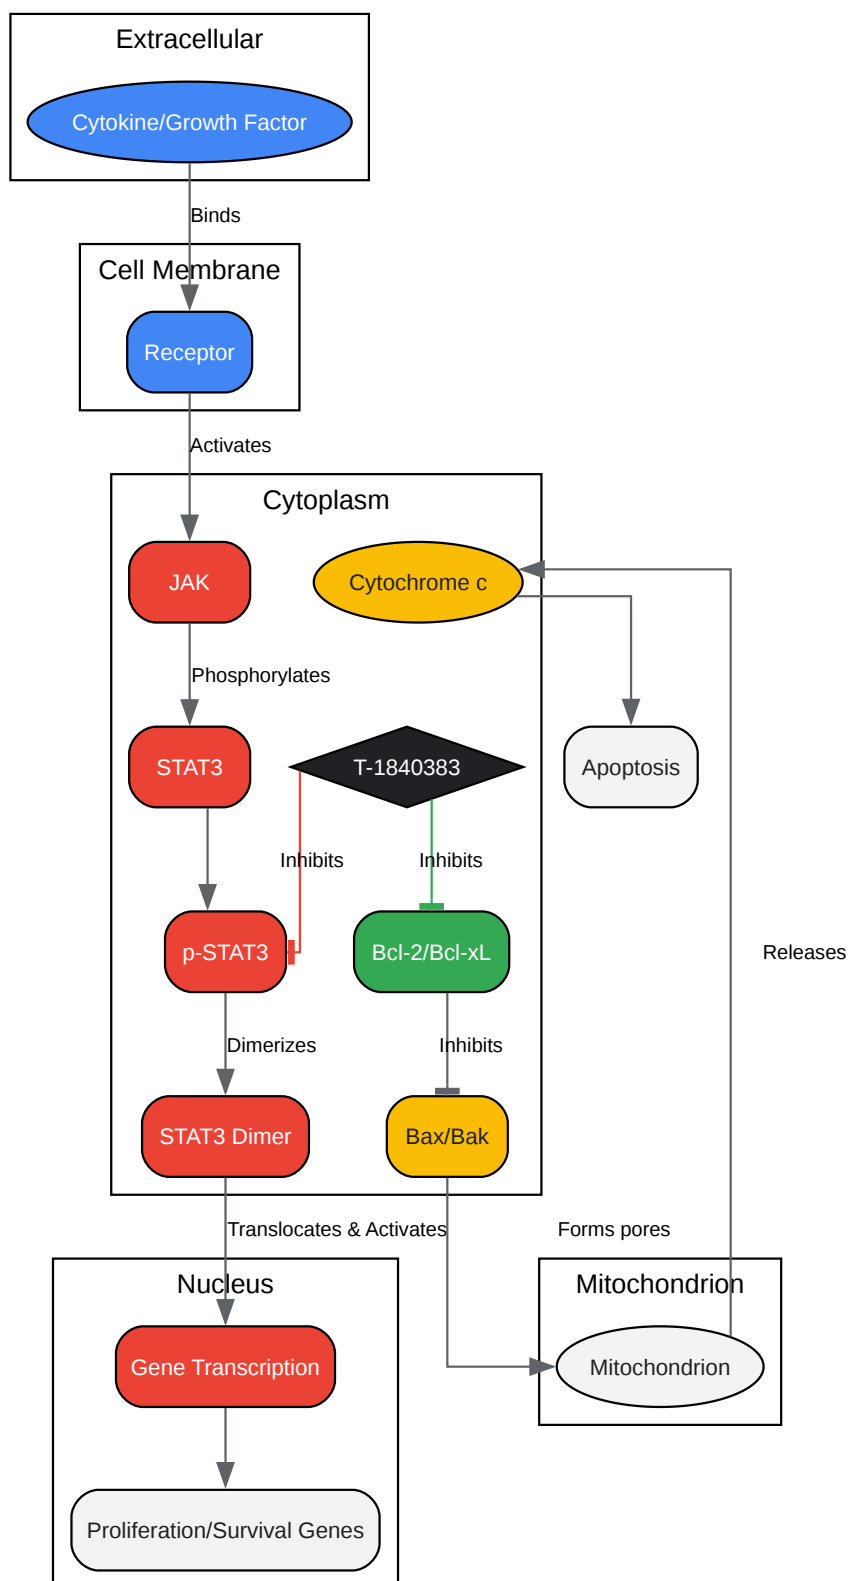 Extracellular
Cytokine/Growth Factor
Binds
Cell Membrane
Receptor
Activates
Cytoplasm
JAK
Cytochrome c
Phosphorylates
STAT3
T-1840383
Apoptosis
Inhibits
Inhibits
p-STAT3
Bcl-2/Bcl-xL
Releases
Dimerizes
Inhibits
STAT3 Dimer
Bax/Bak
Translocates & Activates
Forms pores
Nucleus
Mitochondrion
Gene Transcription
Mitochondrion
Proliferation/Survival Genes